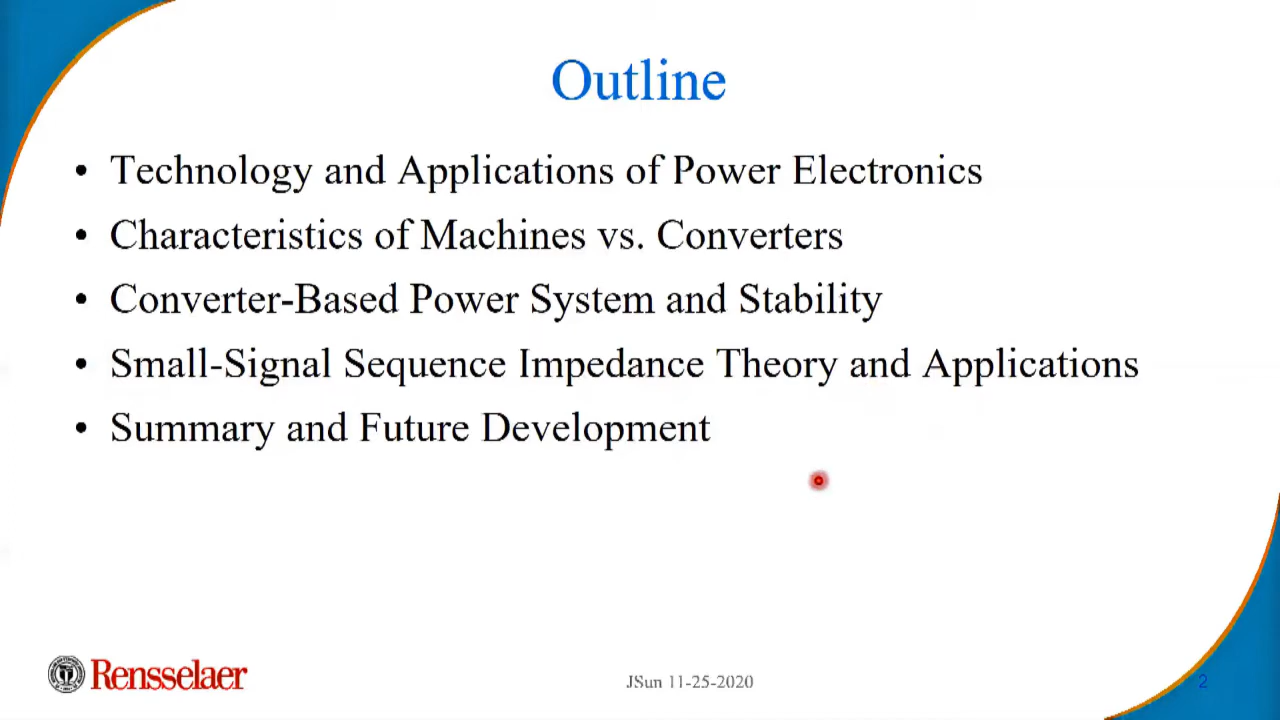 Outline
• Technology and Applications of Power Electronics
• Characteristics of Machines vs. Converters
• Converter-Based Power System and Stability
• Small-Signal Sequence Impedance Theory and Applications
• Summary and Future Development
Rensselaer
JSun 11-25-2020
2